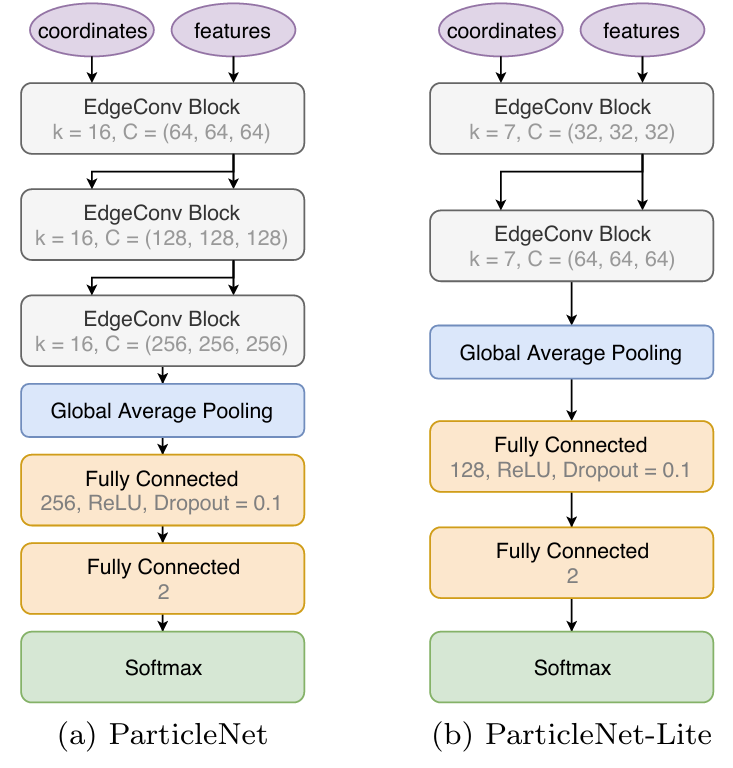 coordinates
features
EdgeConv Block
k = 16, C = (64, 64, 64)
EdgeConv Block
k = 16, C = (128, 128, 128)
EdgeConv Block
k = 16, C = (256, 256, 256)
Global Average Pooling
Fully Connected
256, ReLU, Dropout = 0.1
Fully Connected
2
Softmax
(a) ParticleNet
coordinates
features
EdgeConv Block
k = 7, C = (32, 32, 32)
EdgeConv Block
k = 7, C = (64, 64, 64)
Global Average Pooling
Fully Connected
128, ReLU, Dropout = 0.1
Fully Connected
2
Softmax
(b) ParticleNet-Lite